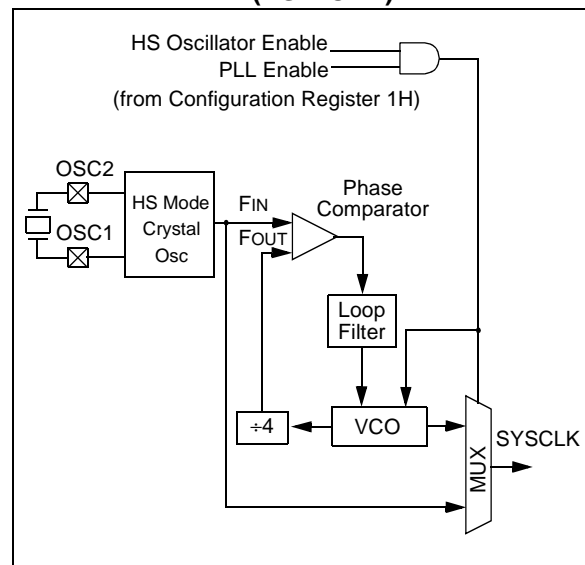 HS Oscillator Enable
PLL Enable
(from Configuration Register 1H)
OSC2
OSC1
HS Mode
Crystal
Osc
FIN
FOUT
Phase
Comparator
Loop
Filter
÷4
VCO
MUX
SYSCLK